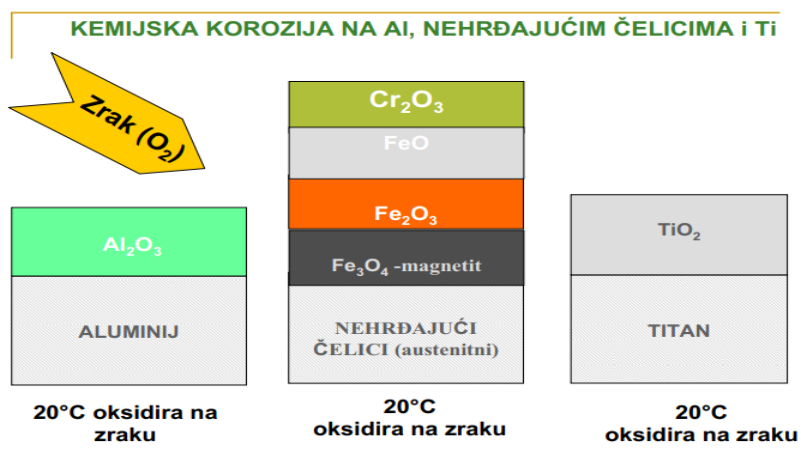 KEMIJSKA KOROZIJA NA Al, NEHRĐAJUĆIM ČELICIMA i Ti
Zrak (O₂)
Al₂O₃
ALUMINIJ
20°C oksidira na
zraku
Cr₂O₃
FeO
Fe₂O₃
Fe₃O₄ -magnetit
NEHRĐAJUĆI
ČELICI (austenitni)
20°C
oksidira na zraku
TiO₂
TITAN
20°C
oksidira na zraku